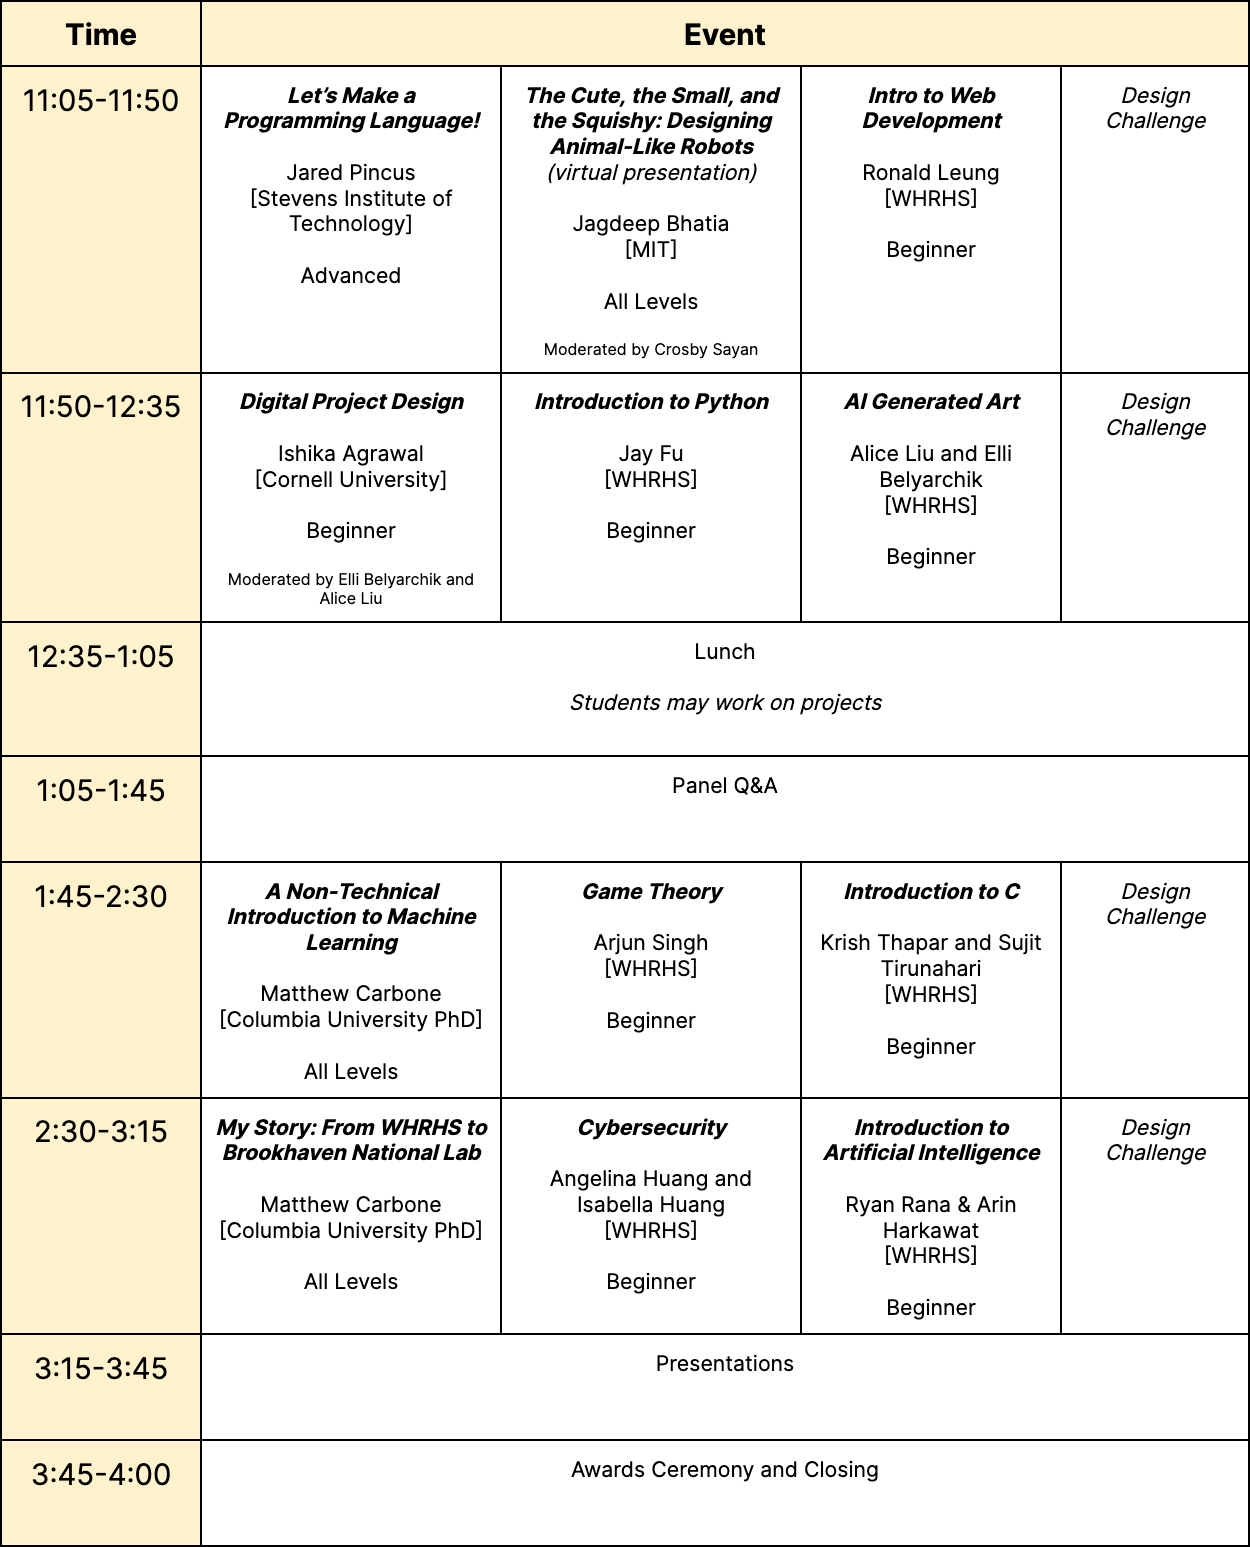 Time
Event
11:05-11:50
Let’s Make a
Programming Language!
Jared Pincus
[Stevens Institute of
Technology]
Advanced
The Cute, the Small, and
the Squishy: Designing
Animal-Like Robots
(virtual presentation)
Jagdeep Bhatia
[MIT]
All Levels
Moderated by Crosby Sayan
Intro to Web
Development
Ronald Leung
[WHRHS]
Beginner
Design
Challenge
11:50-12:35
Digital Project Design
Ishika Agrawal
[Cornell University]
Beginner
Moderated by Elli Belyarchik and
Alice Liu
Introduction to Python
Jay Fu
[WHRHS]
Beginner
AI Generated Art
Alice Liu and Elli
Belyarchik
[WHRHS]
Beginner
Design
Challenge
12:35-1:05
Lunch
Students may work on projects
1:05-1:45
Panel Q&A
1:45-2:30
A Non-Technical
Introduction to Machine
Learning
Matthew Carbone
[Columbia University PhD]
All Levels
Game Theory
Arjun Singh
[WHRHS]
Beginner
Introduction to C
Krish Thapar and Sujit
Tirunahari
[WHRHS]
Beginner
Design
Challenge
2:30-3:15
My Story: From WHRHS to
Brookhaven National Lab
Matthew Carbone
[Columbia University PhD]
All Levels
Cybersecurity
Angelina Huang and
Isabella Huang
[WHRHS]
Beginner
Introduction to
Artificial Intelligence
Ryan Rana & Arin
Harkawat
[WHRHS]
Beginner
Design
Challenge
3:15-3:45
Presentations
3:45-4:00
Awards Ceremony and Closing